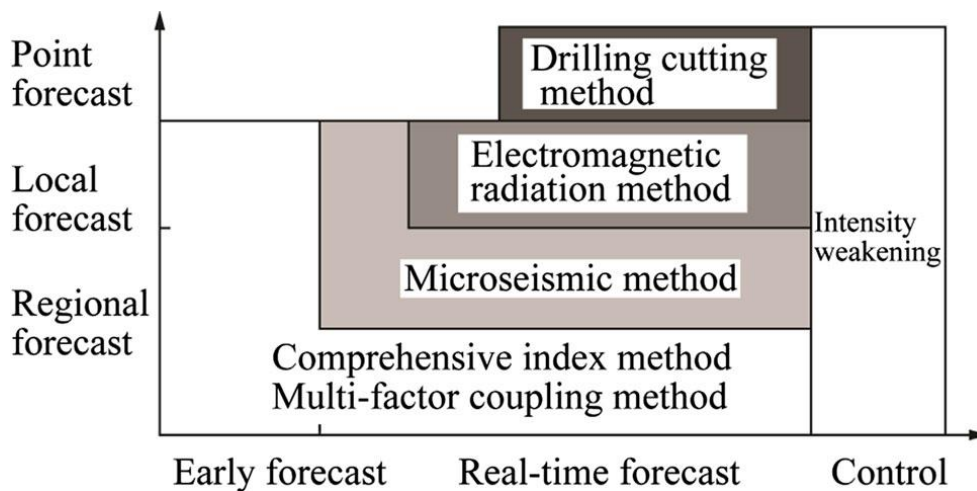 Point
forecast
Drilling cutting
method
Local
forecast
Electromagnetic
radiation method
Intensity
weakening
Regional
forecast
Microseismic method
Comprehensive index method
Multi-factor coupling method
Early forecast
Real-time forecast
Control